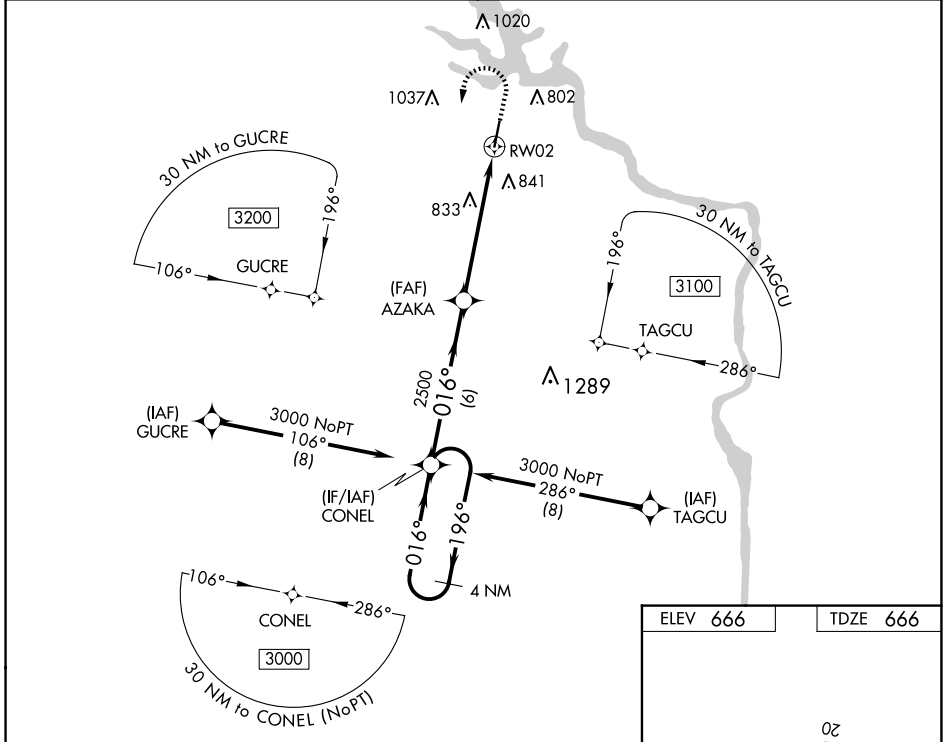 1020
1037
802
RW02
841
833
30 NM to GUCRE
3200
196°
106°
GUCRE
(FAF)
AZAKA
30 NM to TAGCU
196°
3100
TAGCU
286°
1289
2500
016°
(6)
(IAF)
GUCRE
3000 NoPT
106°
(8)
(IF/IAF)
CONEL
3000 NoPT
286°
(8)
(IAF)
TAGCU
016°
196°
4 NM
106°
286°
CONEL
3000
30 NM to CONEL (NoPT)
ELEV 666
TDZE 666
20